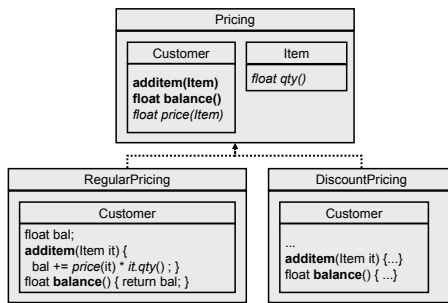 Pricing
Customer
additem(Item)
float balance()
float price(Item)
Item
float qty()
RegularPricing
Customer
float bal;
additem(Item it) {
bal += price(it) * it.qty() ; }
float balance() { return bal; }
DiscountPricing
Customer
...
additem(Item it) {...}
float balance() { ...}